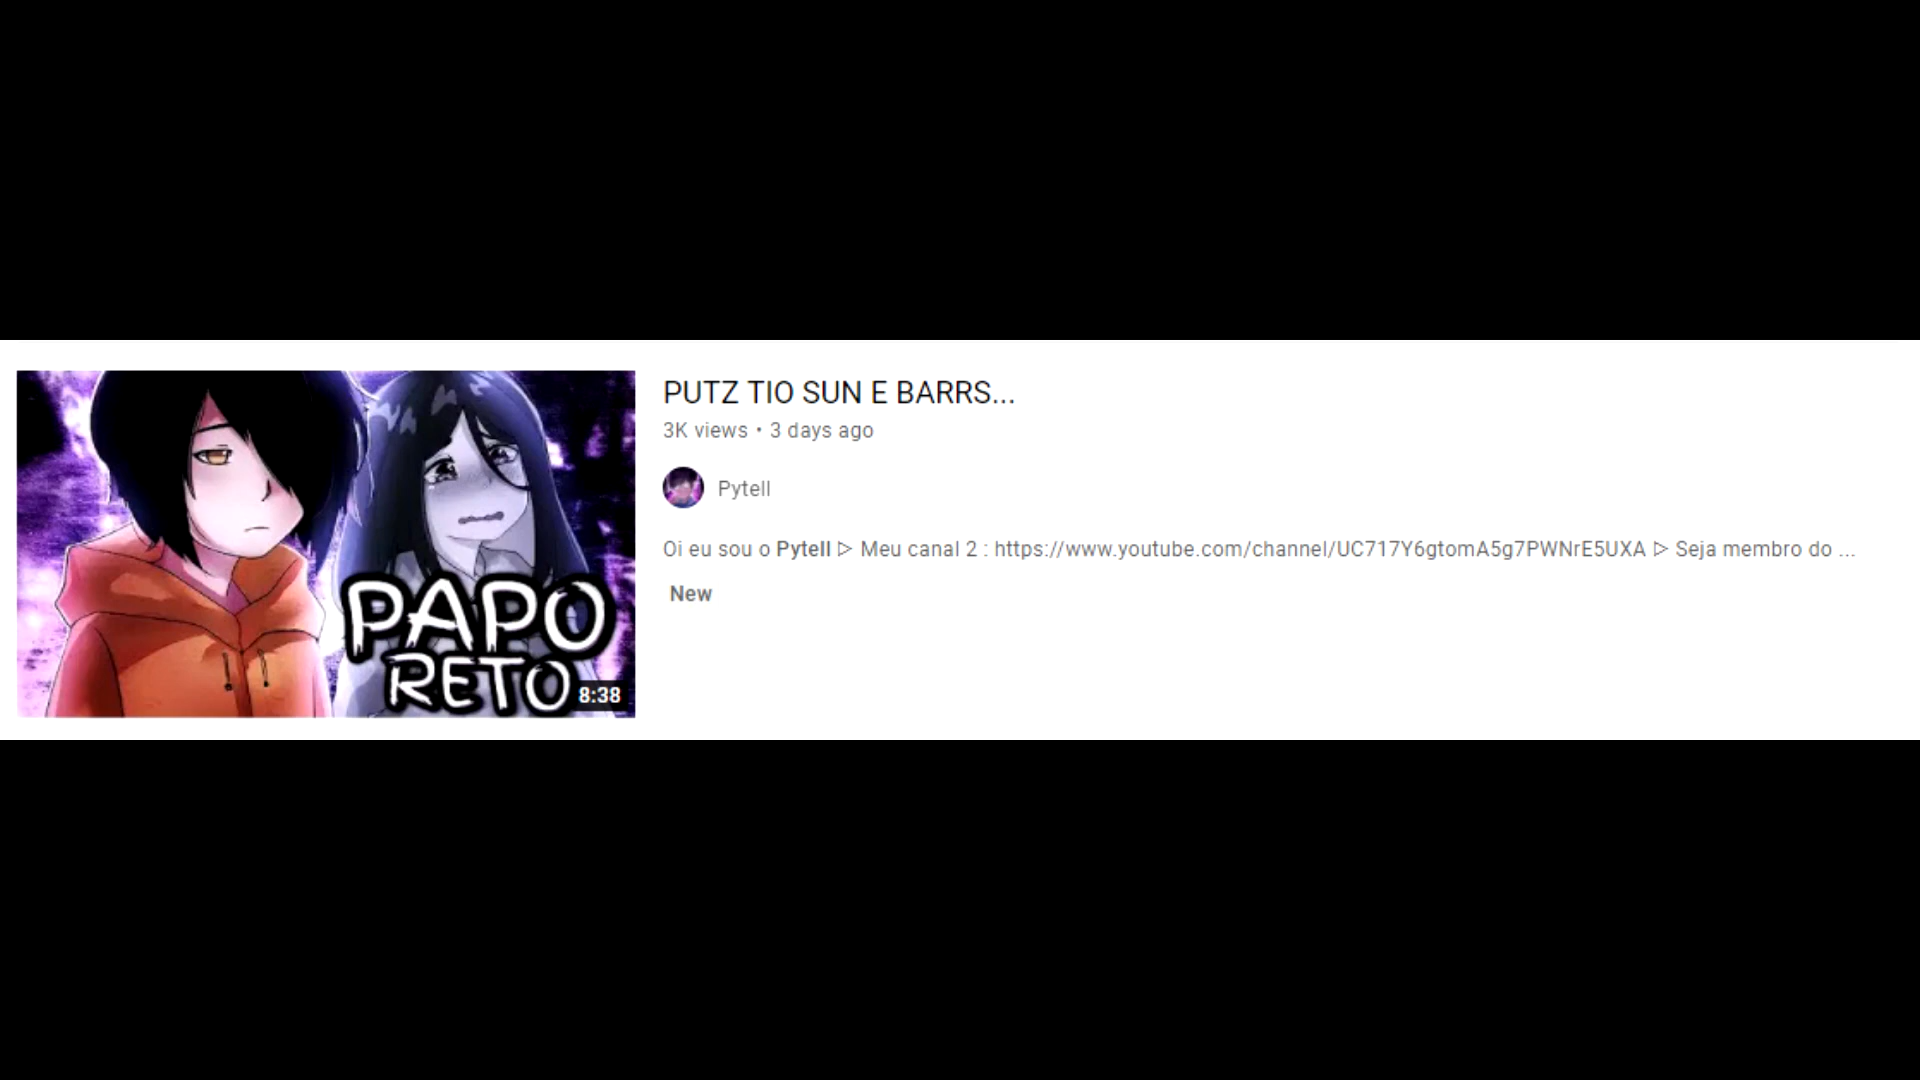 PAPO
RETO
8:38
PUTZ TIO SUN E BARRS...
3K views • 3 days ago
Pytell
Oi eu sou o Pytell ▷ Meu canal 2 : https://www.youtube.com/channel/UC717Y6gtomA5g7PWNrE5UXA ▷ Seja membro do ...
New